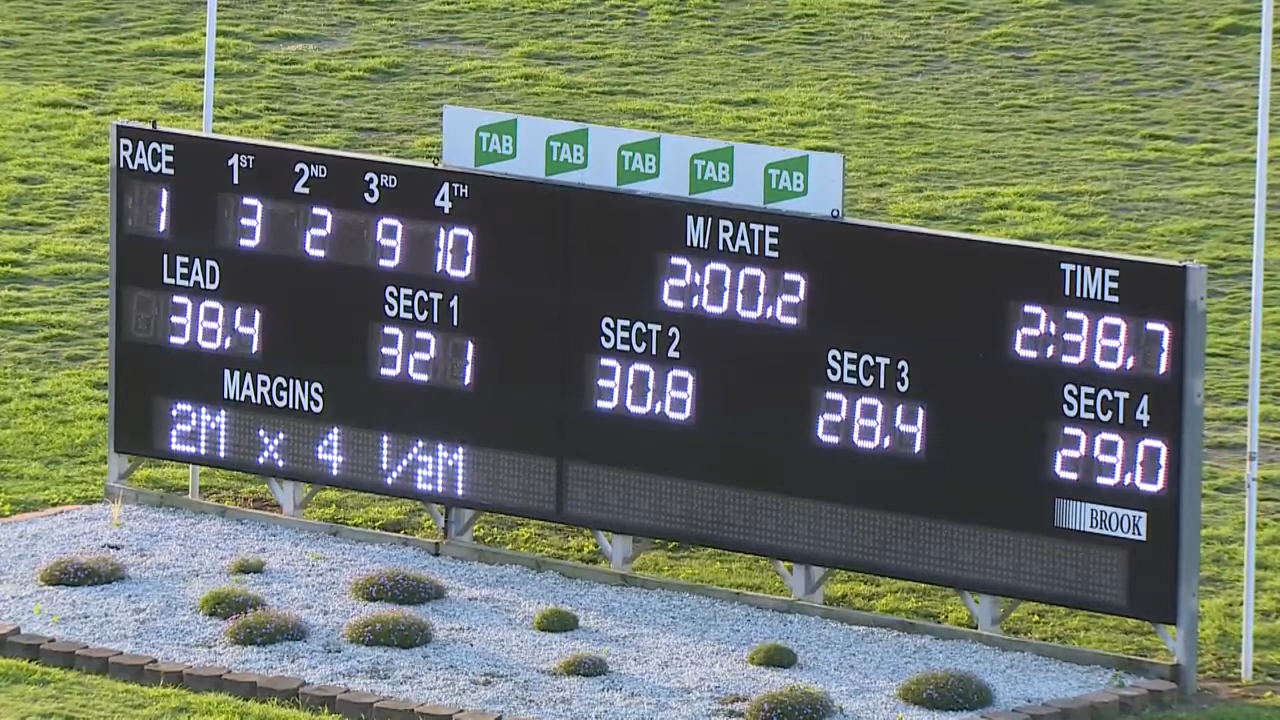 TAB TAB TAB TAB TAB
RACE 1ST 2ND 3RD 4TH
1 3 2 9 10
M/ RATE
2:00.2
TIME
2:38.7
LEAD
38.4
SECT 1
32 1
SECT 2
30.8
SECT 3
28.4
SECT 4
29.0
MARGINS
2M x 4 1/2M
BROOK